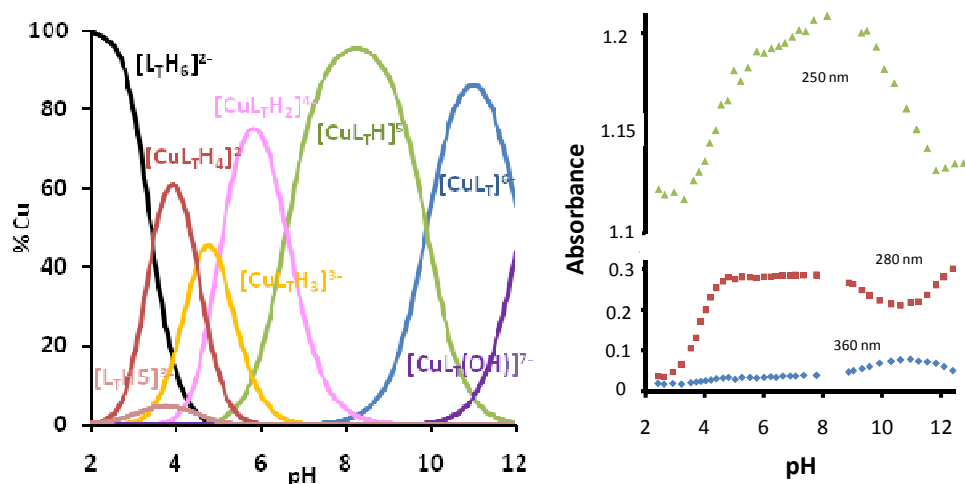 100
80
60
40
20
0
% Cu
2
4
6
8
10
12
pH
[LTH6]2-
[CuLTH4]2-
[CuLTH2]4-
[CuLTH]5-
[CuLT]6-
[CuLTH3]3-
[LTH5]3-
[CuLT(OH)]7-
1.2
1.15
1.1
0.3
0.2
0.1
0
Absorbance
250 nm
280 nm
360 nm
2
4
6
8
10
12
pH